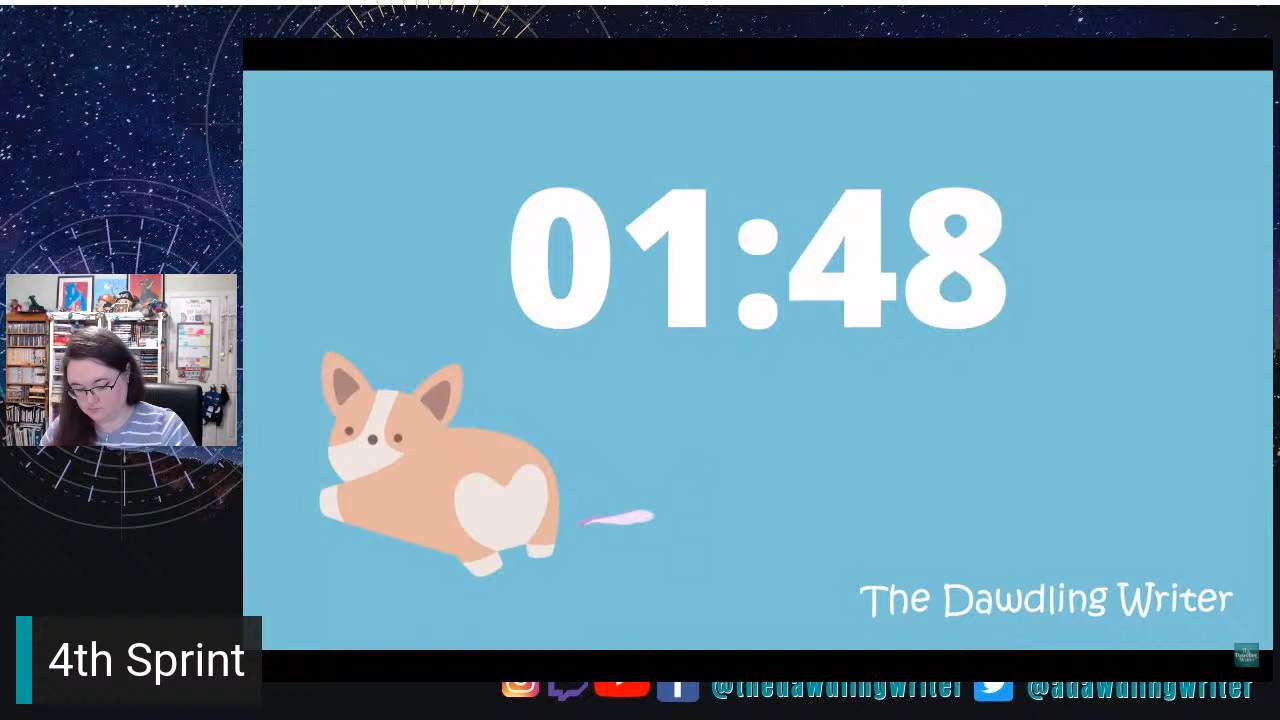 01:48
The Dawdling Writer
4th Sprint
@thedawdlingwriter
@adawdlingwriter